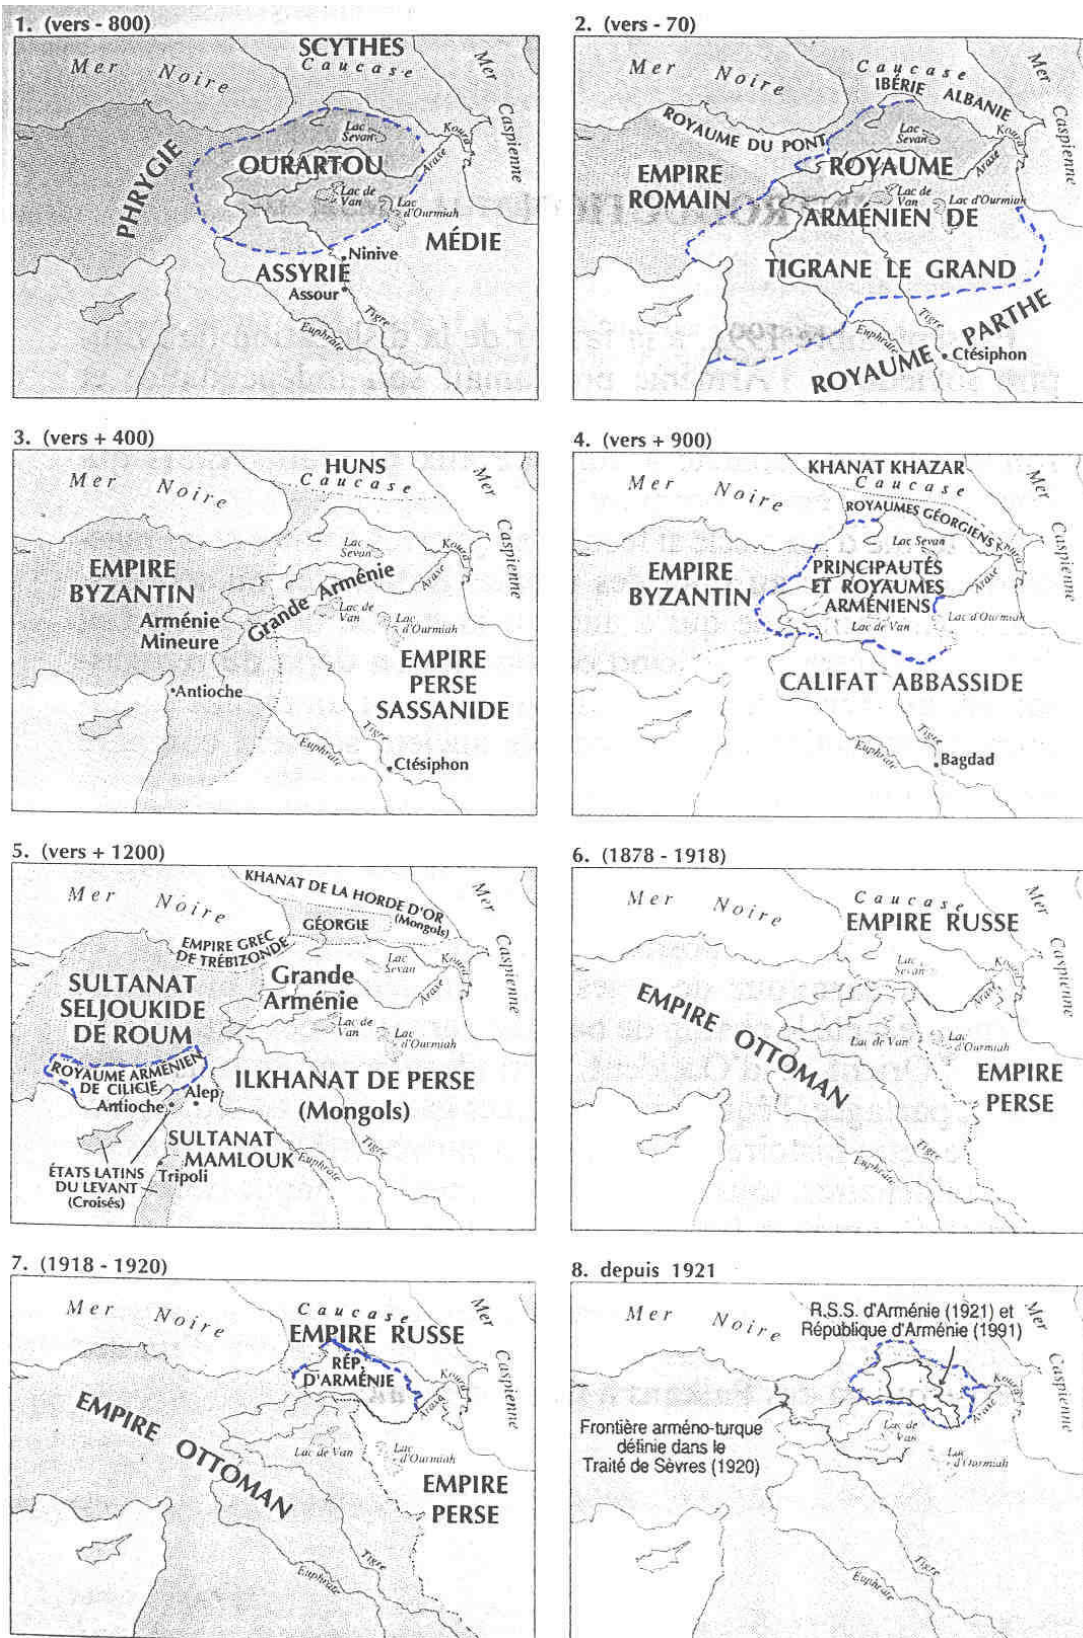 1. (vers - 800)
SCYTHES
Mer Noire
Caucase
Mer
Caspienne
PHRYGIE
Lac
Sevan
Koura
Araxe
OURARTOU
Lac de
Van
Lac
d'Ourmiah
MÉDIE
Ninive
ASSYRIE
Assour
Tigre
Euphrate
2. (vers - 70)
Mer Noire
Caucase
Mer
Caspienne
IBÉRIE ALBANIE
ROYAUME DU PONT
Lac
Sevan
Koura
Araxe
EMPIRE
ROMAIN
ROYAUME
Lac de
Van
Lac d'Ourmiah
ARMÉNIEN DE
TIGRANE LE GRAND
Euphrate
Tigre
ROYAUME PARTHE
Ctésiphon
3. (vers + 400)
HUNS
Mer Noire
Caucase
Mer
Caspienne
Lac
Sevan
Koura
Araxe
EMPIRE
BYZANTIN
Grande Arménie
Arménie
Mineure
Lac de
Van
Lac
d'Ourmiah
EMPIRE
PERSE
SASSANIDE
Antioche
Tigre
Euphrate
Ctésiphon
4. (vers + 900)
KHANAT KHAZAR
Mer Noire
Caucase
Mer
Caspienne
ROYAUMES GÉORGIENS
Lac Sevan
Koura
Araxe
EMPIRE
BYZANTIN
PRINCIPAUTÉS
ET ROYAUMES
ARMÉNIENS
Lac de Van
Lac d'Ourmiah
CALIFAT ABBASSIDE
Tigre
Euphrate
Bagdad
5. (vers + 1200)
KHANAT DE LA HORDE D'OR
(Mongols)
Mer Noire
Mer
Caspienne
GÉORGIE
EMPIRE GREC
DE TRÉBIZONDE
Lac
Sevan
Koura
Araxe
SULTANAT
SELJOUKIDE
DE ROUM
Grande
Arménie
Lac de
Van
Lac
d'Ourmiah
ROYAUME ARMÉNIEN
DE CILICIE
Antioche
Alep
ILKHANAT DE PERSE
(Mongols)
SULTANAT
MAMLOUK
Tigre
Euphrate
ÉTATS LATINS
DU LEVANT
(Croisés)
Tripoli
6. (1878 - 1918)
Mer Noire
Caucase
Mer
Caspienne
EMPIRE RUSSE
Lac
Sevan
Koura
Araxe
EMPIRE OTTOMAN
Lac de Van
Lac
d'Ourmiah
EMPIRE
PERSE
Tigre
Euphrate
7. (1918 - 1920)
Mer Noire
Caucase
Mer
Caspienne
EMPIRE RUSSE
RÉP.
D'ARMÉNIE
Koura
Araxe
EMPIRE OTTOMAN
Lac de Van
Lac
d'Ourmiah
EMPIRE
PERSE
Tigre
Euphrate
8. depuis 1921
Mer Noire
R.S.S. d'Arménie (1921) et
République d'Arménie (1991)
Mer
Caspienne
Koura
Araxe
Frontière arméno-turque
définie dans le
Traité de Sèvres (1920)
Lac de
Van
Lac
d'Ourmiah
Tigre
Euphrate